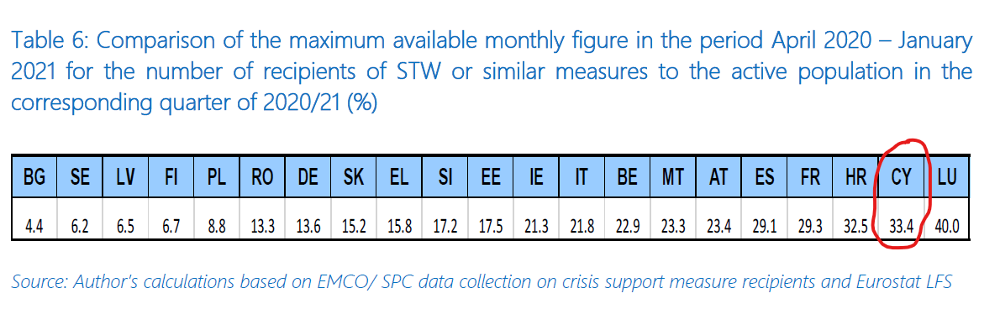 Table 6: Comparison of the maximum available monthly figure in the period April 2020 – January
2021 for the number of recipients of STW or similar measures to the active population in the
corresponding quarter of 2020/21 (%)
BG SE LV FI PL RO DE SK EL SI EE IE IT BE MT AT ES FR HR CY LU
4.4 6.2 6.5 6.7 8.8 13.3 13.6 15.2 15.8 17.2 17.5 21.3 21.8 22.9 23.3 23.4 29.1 29.3 32.5 33.4 40.0
Source: Author's calculations based on EMCO/ SPC data collection on crisis support measure recipients and Eurostat LFS